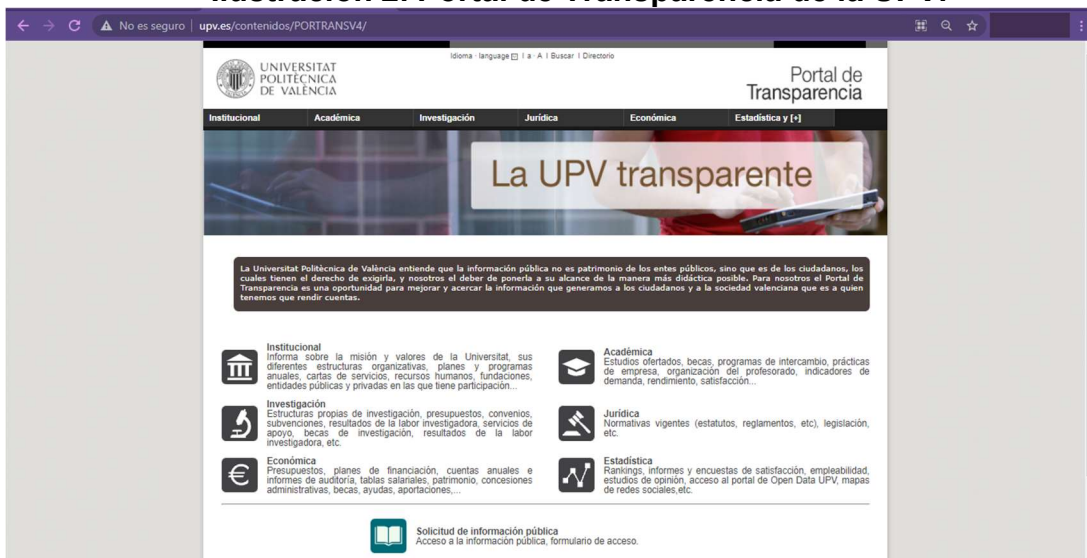 Ilustración 2. Portal de Transparencia de la UPV.
No es seguro | upv.es/contenidos/PORTRANSV4/
Idioma · language | a · A | Buscar | Directorio
UNIVERSITAT
POLITÈCNICA
DE VALÈNCIA
Portal de
Transparencia
Institucional Académica Investigación Jurídica Económica Estadística y [+]
La UPV transparente
La Universitat Politècnica de València entiende que la información pública no es patrimonio de los entes públicos, sino que es de los ciudadanos, los
cuales tienen el derecho de exigirla, y nosotros el deber de ponerla a su alcance de la manera más didáctica posible. Para nosotros el Portal de
Transparencia es una oportunidad para mejorar y acercar la información que generamos a los ciudadanos y a la sociedad valenciana que es a quien
tenemos que rendir cuentas.
Institucional
Informa sobre la misión y valores de la Universitat, sus
diferentes estructuras organizativas, planes y programas
anuales, cartas de servicios, recursos humanos, fundaciones,
entidades públicas y privadas en las que tiene participación...
Académica
Estudios ofertados, becas, programas de intercambio, prácticas
de empresa, organización del profesorado, indicadores de
demanda, rendimiento, satisfacción...
Investigación
Estructuras propias de investigación, presupuestos, convenios,
subvenciones, resultados de la labor investigadora, servicios de
apoyo, becas de investigación, resultados de la labor
investigadora, etc.
Jurídica
Normativas vigentes (estatutos, reglamentos, etc), legislación,
etc.
Económica
Presupuestos, planes de financiación, cuentas anuales e
informes de auditoría, tablas salariales, patrimonio, concesiones
administrativas, becas, ayudas, aportaciones,...
Estadística
Rankings, informes y encuestas de satisfacción, empleabilidad,
estudios de opinión, acceso al portal de Open Data UPV, mapas
de redes sociales,etc.
Solicitud de información pública
Acceso a la información pública, formulario de acceso.